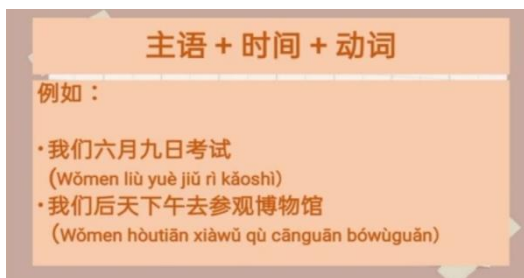 主语 + 时间 + 动词
例如：
•我们六月九日考试
(Wǒmen liù yuè jiǔ rì kǎoshì)
•我们后天下午去参观博物馆
(Wǒmen hòutiān xiàwǔ qù cānguān bówùguǎn)